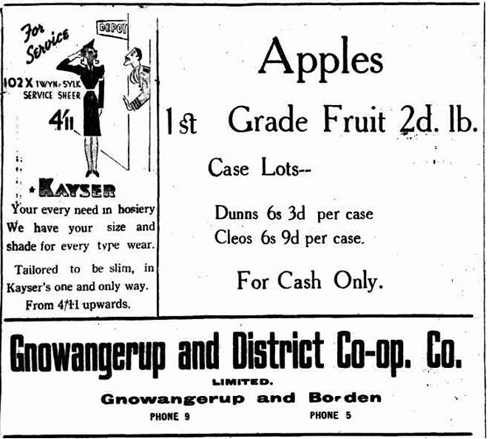 For
Service
DEPOT
102X TWYN-SYLK
SERVICE SHEER
4/11
KAYSER
Your every need in hosiery
We have your size and
shade for every type wear.
Tailored to be slim, in
Kayser's one and only way.
From 4/11 upwards.
Apples
1st Grade Fruit 2d. lb.
Case Lots--
Dunns 6s 3d per case
Cleos 6s 9d per case.
For Cash Only.
Gnowangerup and District Co-op. Co.
LIMITED.
Gnowangerup and Borden
PHONE 9 PHONE 5